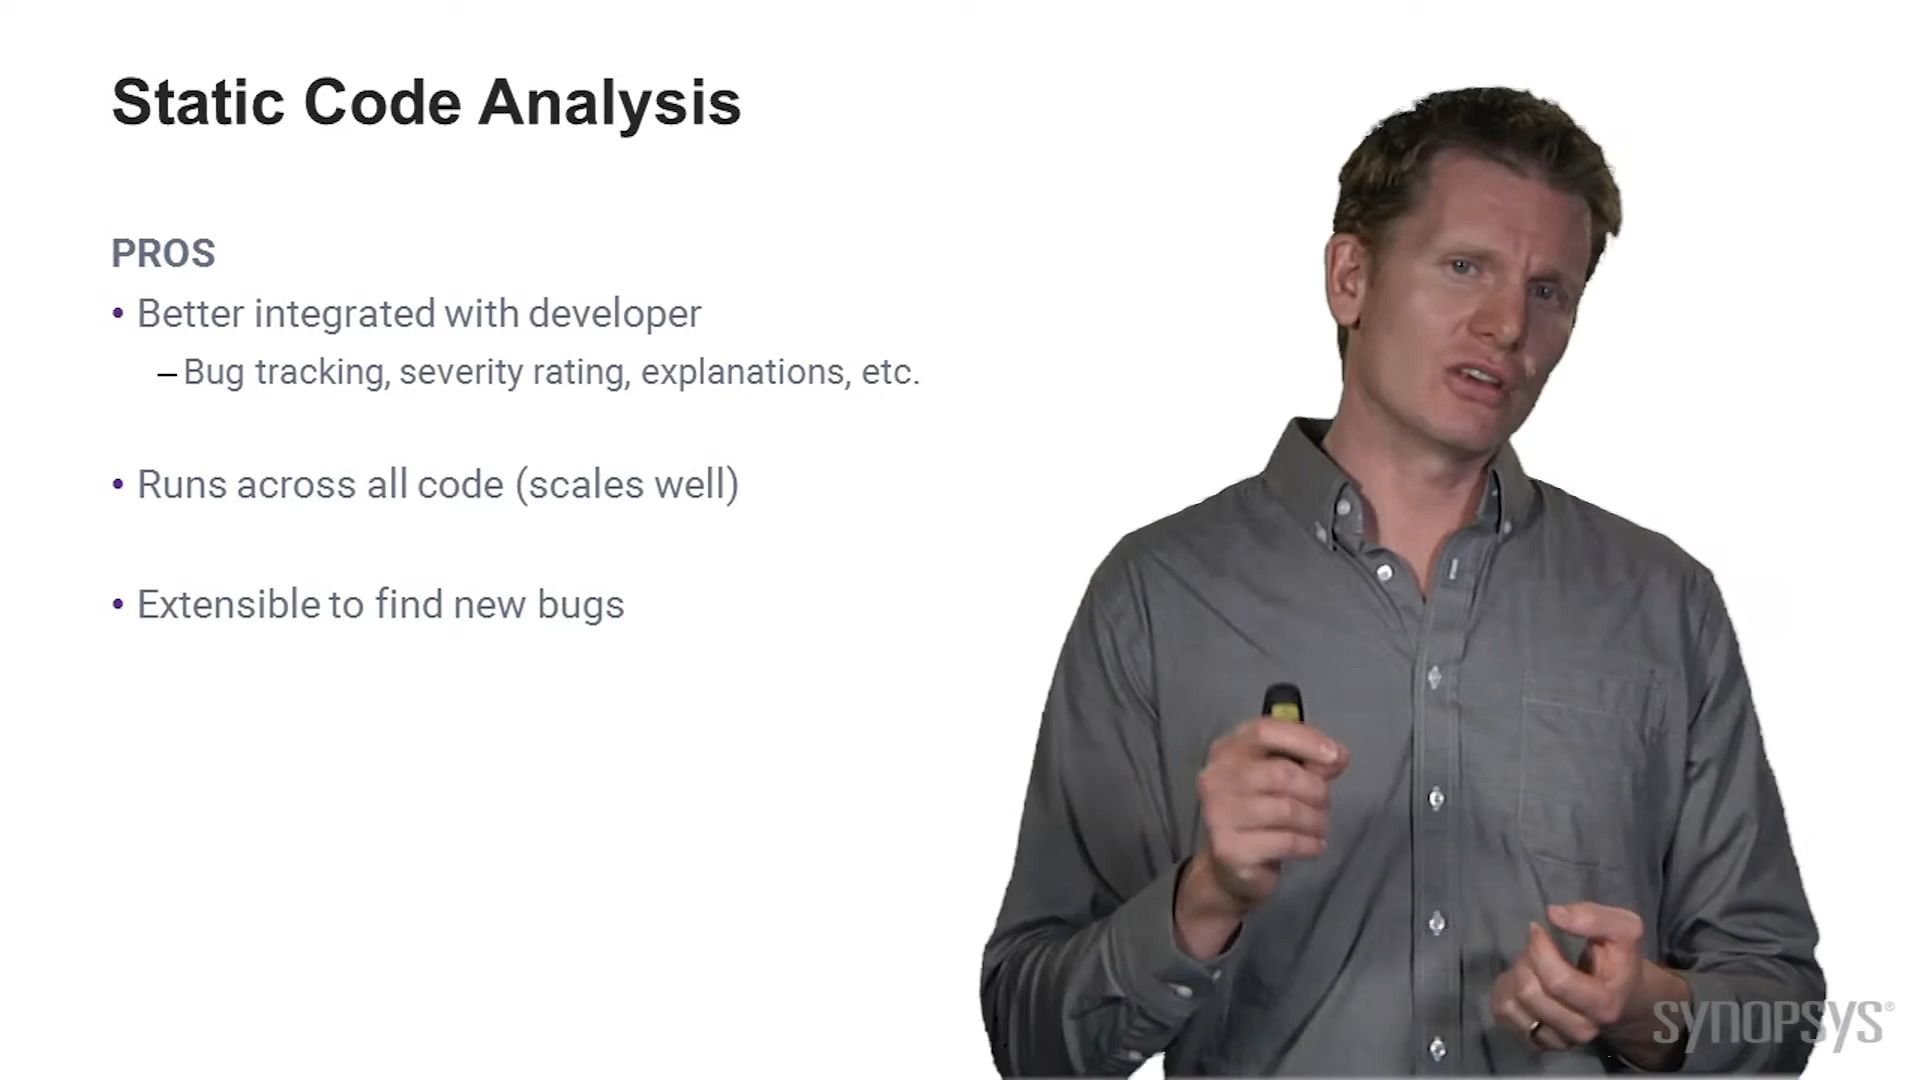 Static Code Analysis
PROS
• Better integrated with developer
– Bug tracking, severity rating, explanations, etc.
• Runs across all code (scales well)
• Extensible to find new bugs
SYNOPSYS®